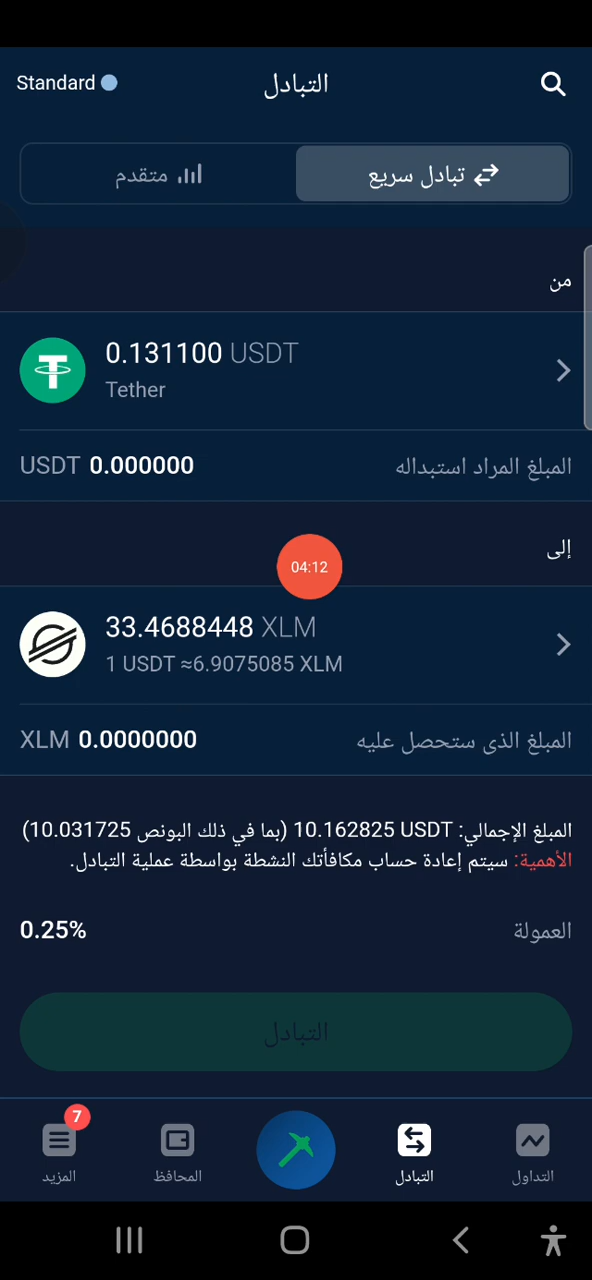 Standard
التبادل
متقدم
تبادل سريع
من
0.131100 USDT
Tether
USDT 0.000000
المبلغ المراد استبداله
إلى
04:12
33.4688448 XLM
1 USDT ≈6.9075085 XLM
XLM 0.0000000
المبلغ الذى ستحصل عليه
المبلغ الإجمالي: 10.162825 USDT (بما في ذلك البونص 10.031725)
الأهمية: سيتم إعادة حساب مكافأتك النشطة بواسطة عملية التبادل.
0.25%
العمولة
التبادل
7
المزيد
المحافظ
التبادل
التداول